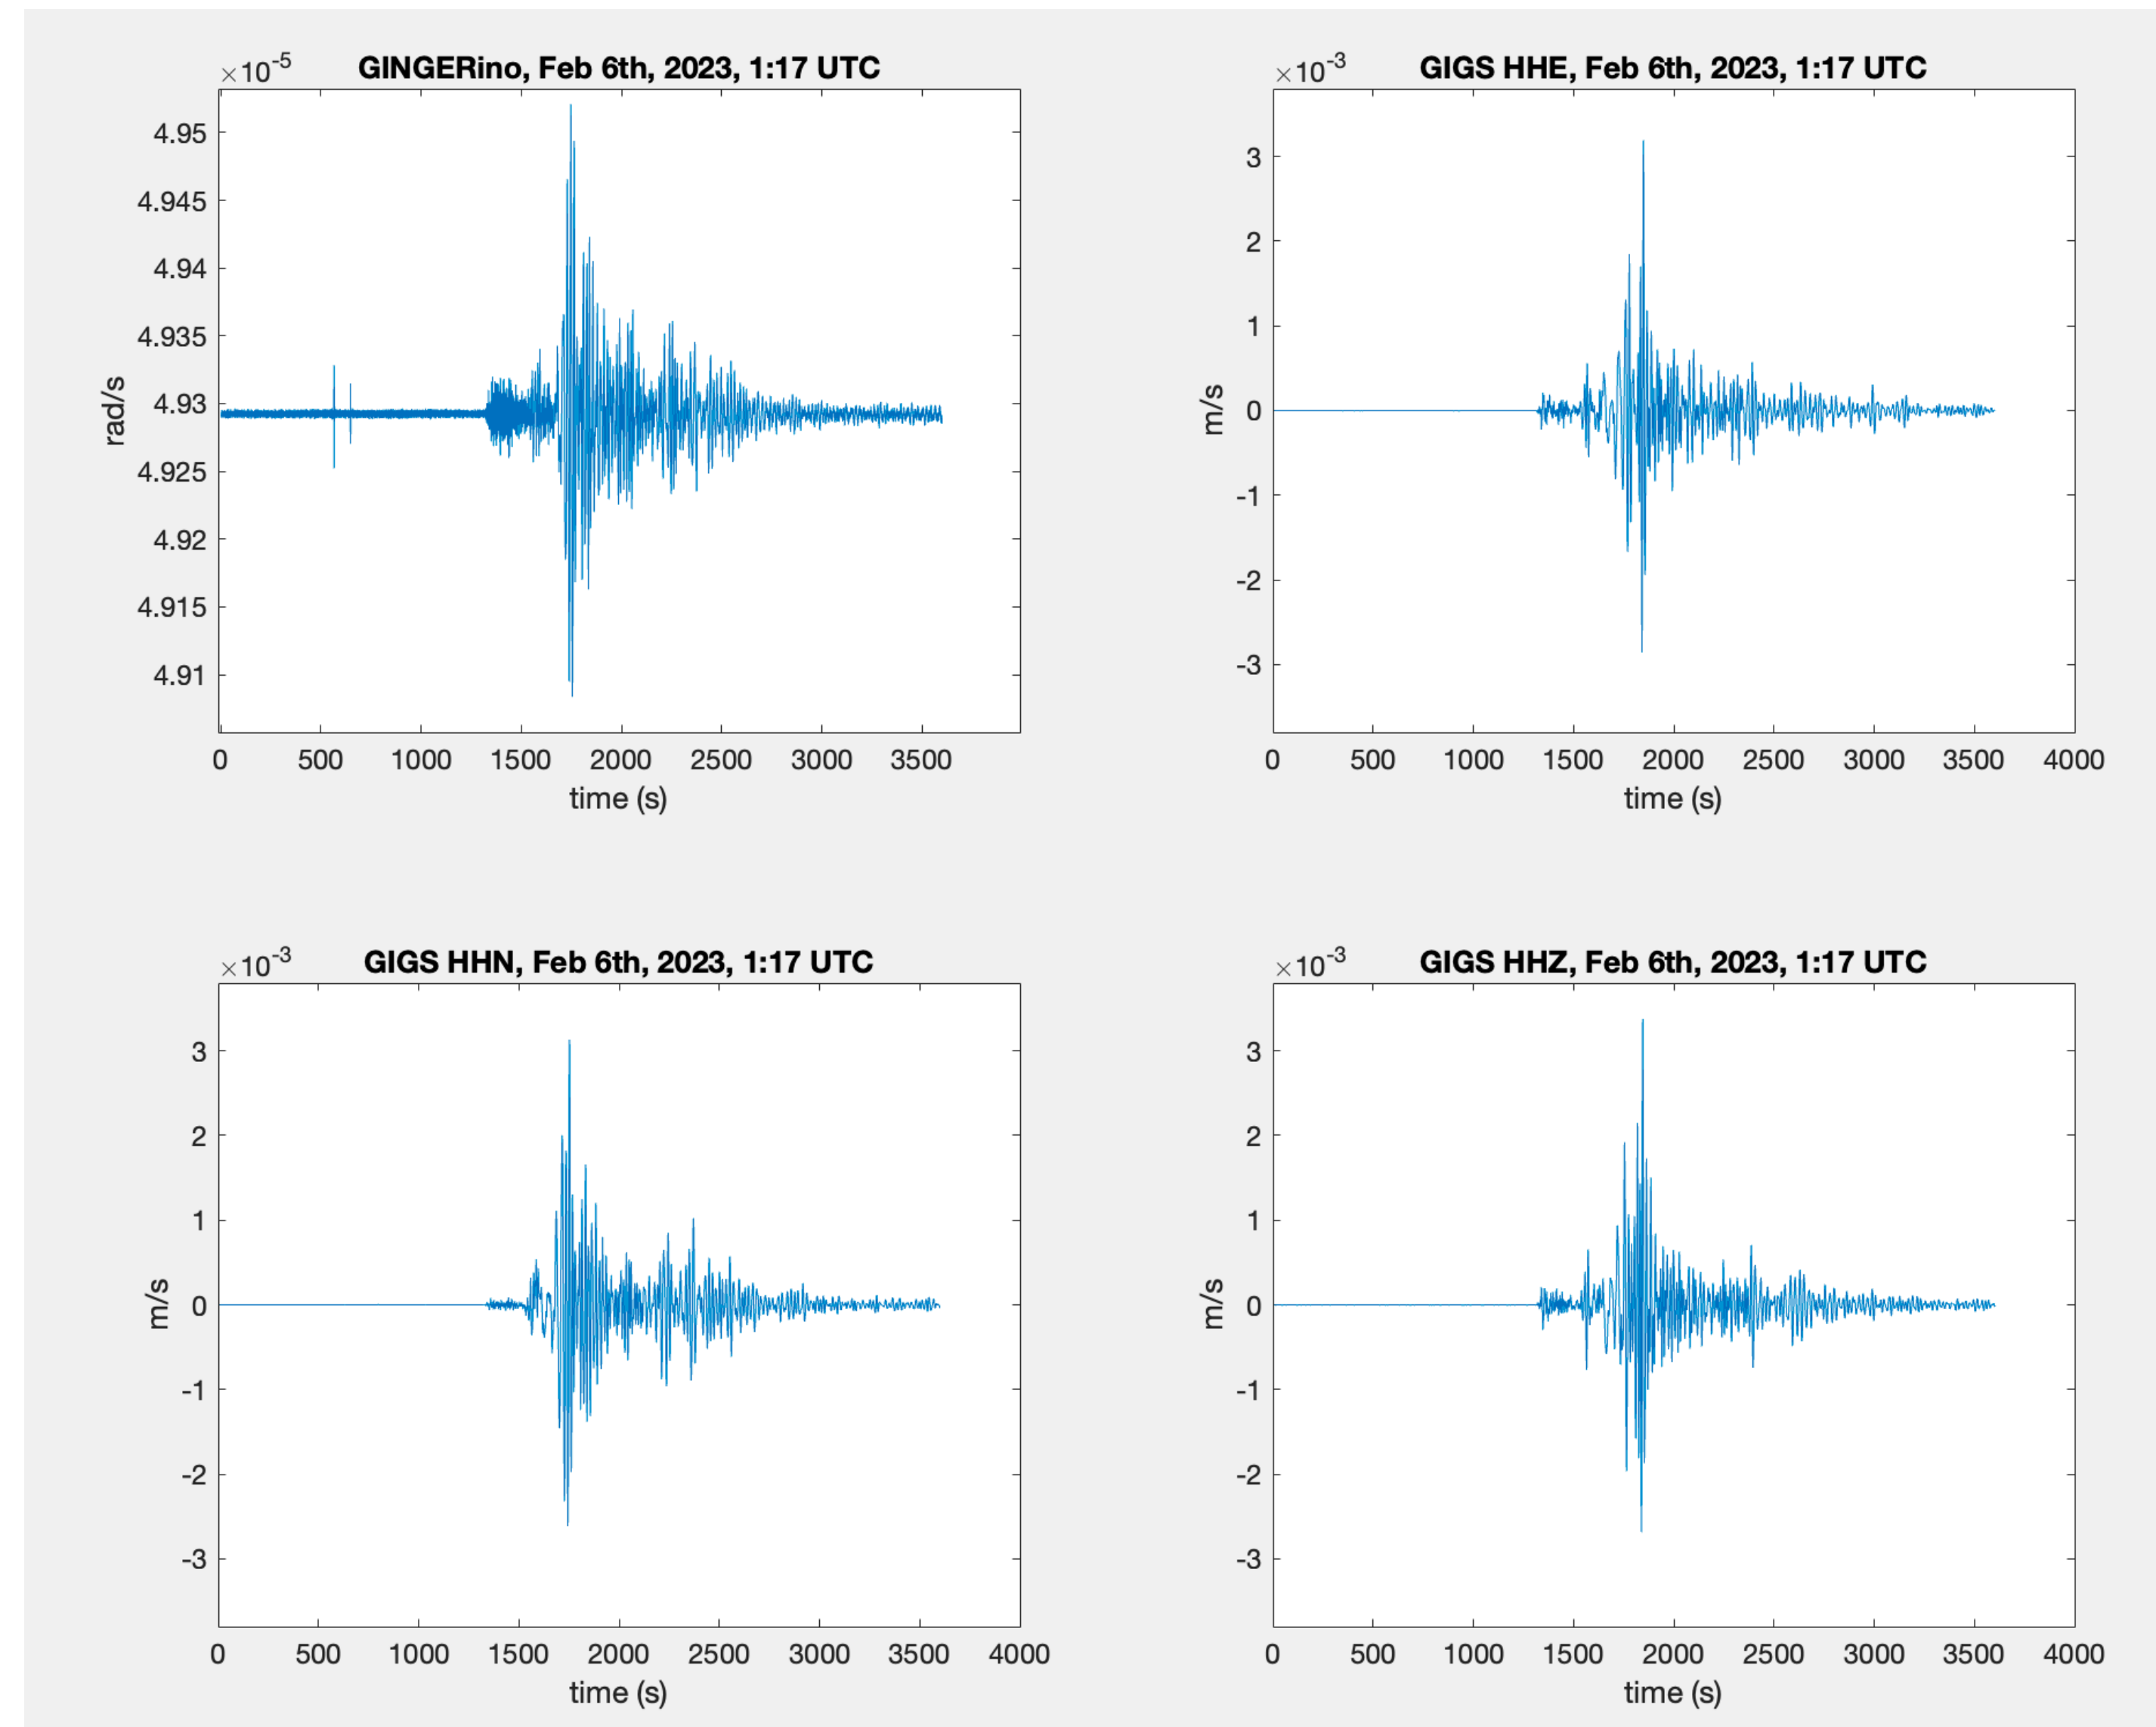 ×10-5
GINGERino, Feb 6th, 2023, 1:17 UTC
4.95
4.945
4.94
4.935
4.93
4.925
4.92
4.915
4.91
rad/s
0 500 1000 1500 2000 2500 3000 3500
time (s)
×10-3
GIGS HHE, Feb 6th, 2023, 1:17 UTC
3
2
1
0
-1
-2
-3
m/s
0 500 1000 1500 2000 2500 3000 3500 4000
time (s)
×10-3
GIGS HHN, Feb 6th, 2023, 1:17 UTC
3
2
1
0
-1
-2
-3
m/s
0 500 1000 1500 2000 2500 3000 3500 4000
time (s)
×10-3
GIGS HHZ, Feb 6th, 2023, 1:17 UTC
3
2
1
0
-1
-2
-3
m/s
0 500 1000 1500 2000 2500 3000 3500 4000
time (s)